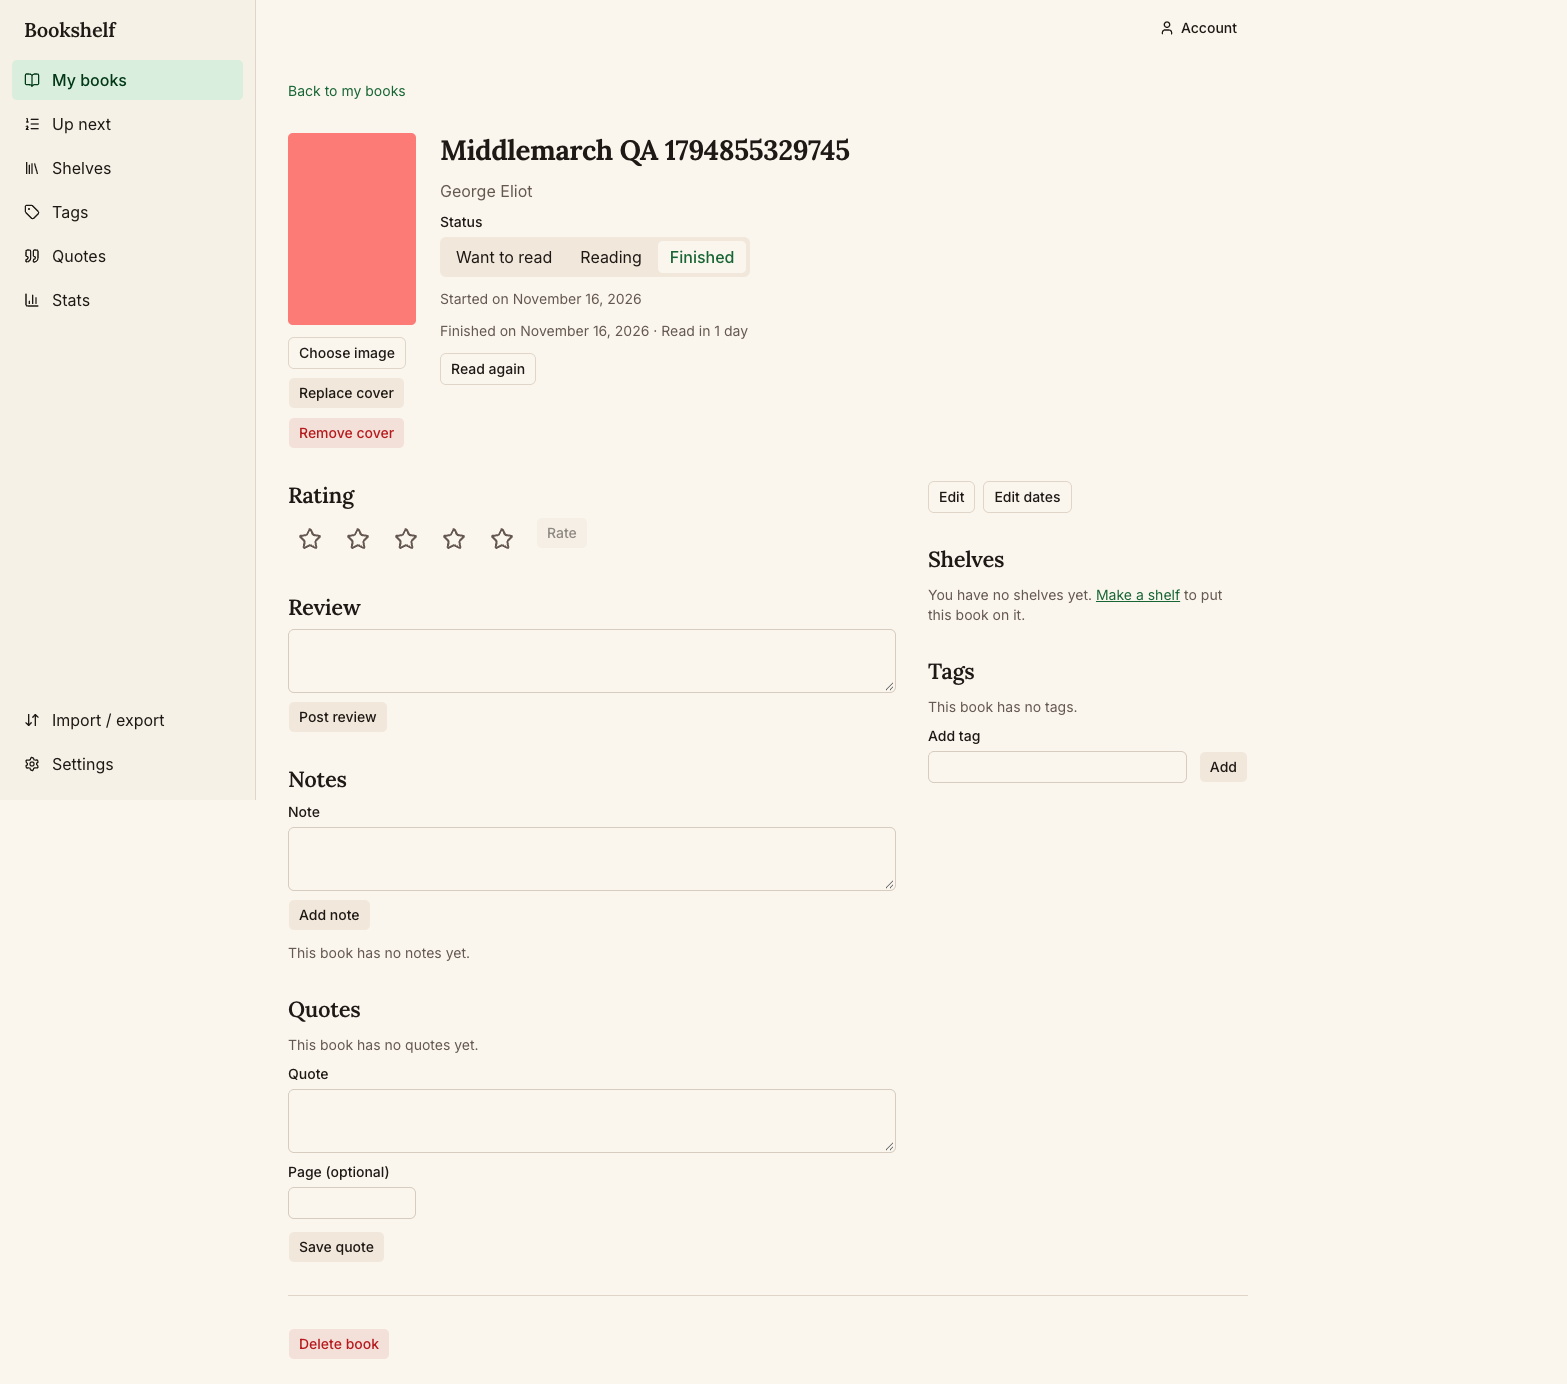 Bookshelf
My books
Up next
Shelves
Tags
Quotes
Stats
Import / export
Settings
Account
Back to my books
Middlemarch QA 1794855329745
George Eliot
Status
Want to read Reading Finished
Started on November 16, 2026
Finished on November 16, 2026 · Read in 1 day
Read again
Choose image
Replace cover
Remove cover
Rating
Rate
Review
Post review
Notes
Note
Add note
This book has no notes yet.
Quotes
This book has no quotes yet.
Quote
Page (optional)
Save quote
Edit Edit dates
Shelves
You have no shelves yet. Make a shelf to put
this book on it.
Tags
This book has no tags.
Add tag
Add
Delete book